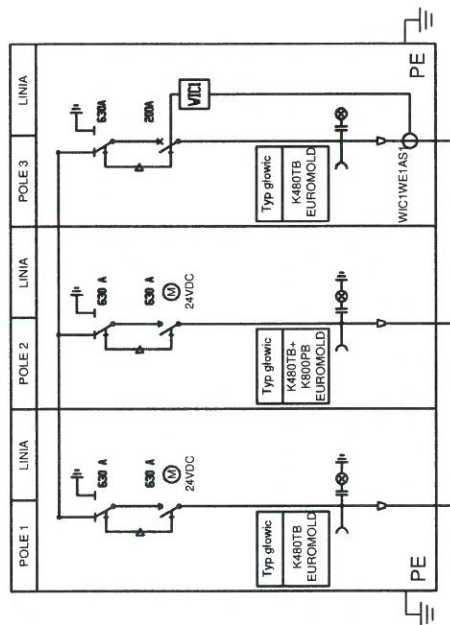 POLE 1
LINIA
POLE 2
LINIA
POLE 3
LINIA
630 A
630 A
M
24VDC
630 A
630 A
M
24VDC
630A
200A
WIC1
Typ głowic
K480TB
EUROMOLD
Typ głowic
K480TB+
K800PB
EUROMOLD
Typ głowic
K480TB
EUROMOLD
WIC1WE1AS1
PE
PE